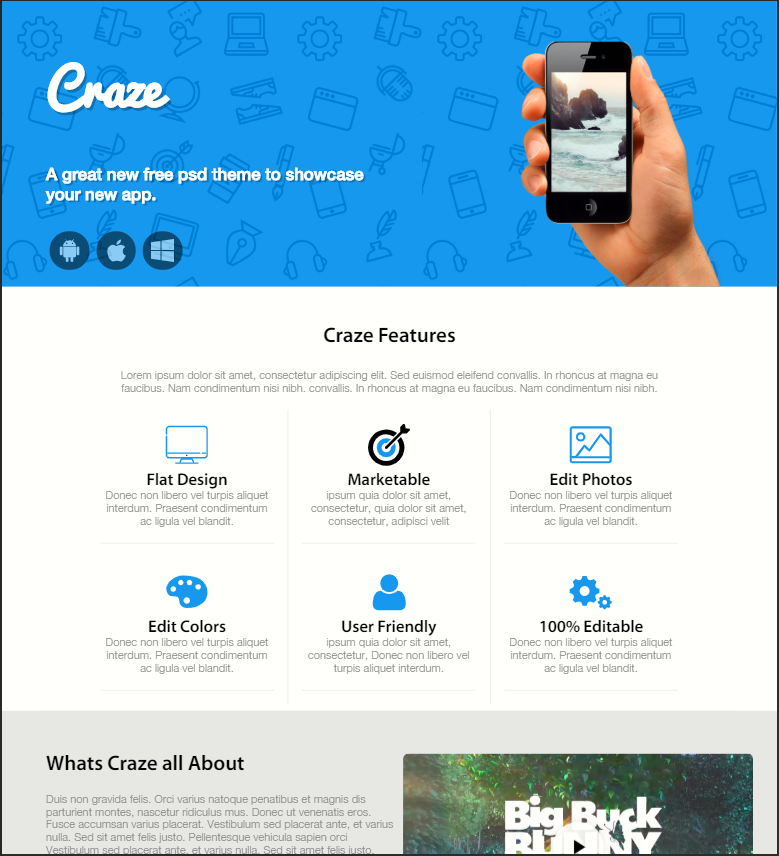 Craze
A great new free psd theme to showcase
your new app.
Craze Features
Lorem ipsum dolor sit amet, consectetur adipiscing elit. Sed euismod eleifend convallis. In rhoncus at magna eu
faucibus. Nam condimentum nisi nibh. convallis. In rhoncus at magna eu faucibus. Nam condimentum nisi nibh.
Flat Design
Donec non libero vel turpis aliquet
interdum. Praesent condimentum
ac ligula vel blandit.
Marketable
ipsum quia dolor sit amet,
consectetur, quia dolor sit amet,
consectetur, adipisci velit
Edit Photos
Donec non libero vel turpis aliquet
interdum. Praesent condimentum
ac ligula vel blandit.
Edit Colors
Donec non libero vel turpis aliquet
interdum. Praesent condimentum
ac ligula vel blandit.
User Friendly
ipsum quia dolor sit amet,
consectetur, Donec non libero vel
turpis aliquet interdum.
100% Editable
Donec non libero vel turpis aliquet
interdum. Praesent condimentum
ac ligula vel blandit.
Whats Craze all About
Duis non gravida felis. Orci varius natoque penatibus et magnis dis
parturient montes, nascetur ridiculus mus. Donec ut venenatis eros.
Fusce accumsan varius placerat. Vestibulum sed placerat ante, et varius
nulla. Sed sit amet felis justo. Pellentesque vehicula sapien orci
Vestibulum sed placerat ante, et varius nulla. Sed sit amet felis justo.
Big Buck
BUNNY